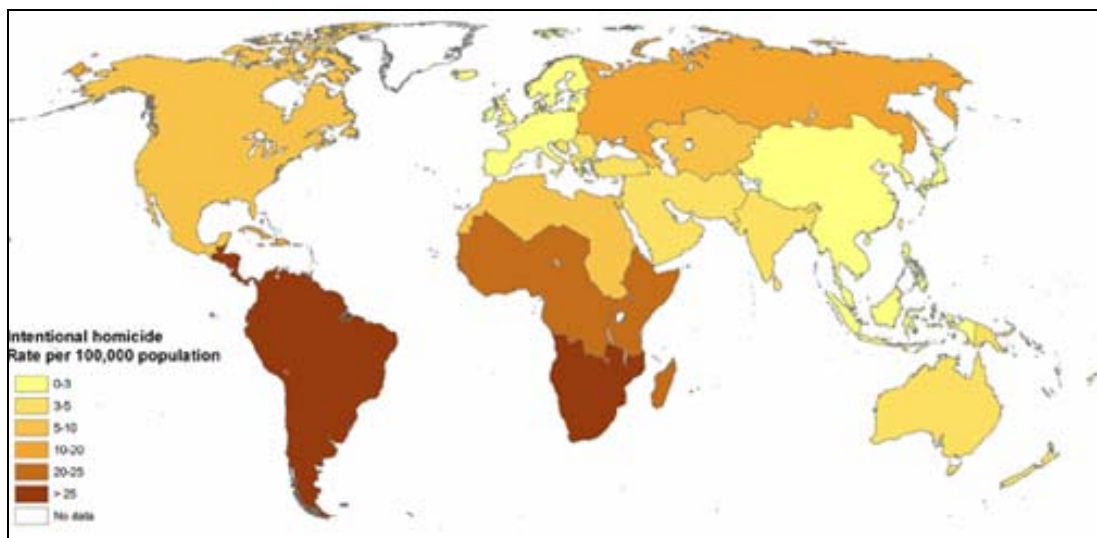 Intentional homicide
Rate per 100,000 population
0-3
3-5
5-10
10-20
20-25
> 25
No data